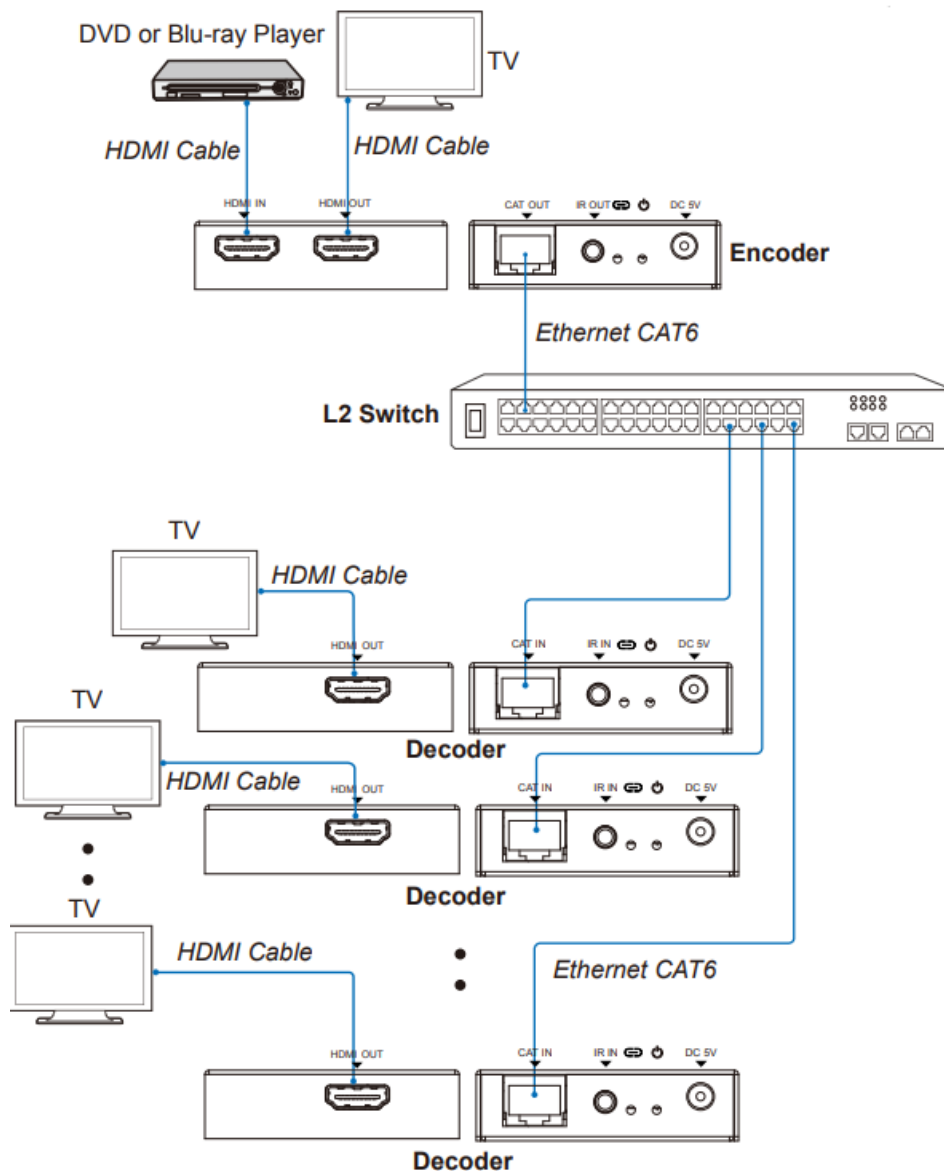 DVD or Blu-ray Player
TV
HDMI Cable
HDMI Cable
HDMI IN
HDMI OUT
CAT OUT
IR OUT
DC 5V
Encoder
Ethernet CAT6
L2 Switch
TV
HDMI Cable
HDMI OUT
CAT IN
IR IN
DC 5V
Decoder
TV
HDMI Cable
HDMI OUT
CAT IN
IR IN
DC 5V
Decoder
TV
HDMI Cable
Ethernet CAT6
HDMI OUT
CAT IN
IR IN
DC 5V
Decoder